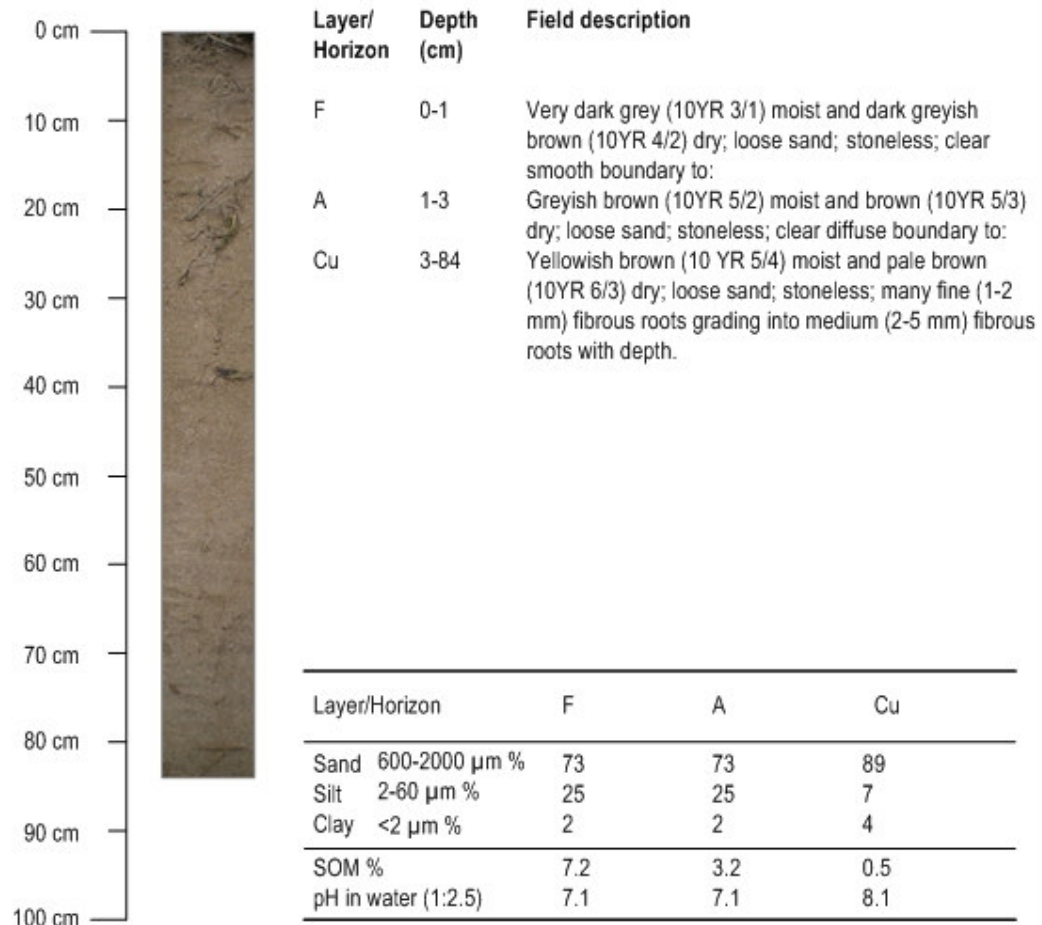 0 cm
10 cm
20 cm
30 cm
40 cm
50 cm
60 cm
70 cm
80 cm
90 cm
100 cm
Layer/ Depth Field description
Horizon (cm)
F 0-1 Very dark grey (10YR 3/1) moist and dark greyish
brown (10YR 4/2) dry; loose sand; stoneless; clear
smooth boundary to:
A 1-3 Greyish brown (10YR 5/2) moist and brown (10YR 5/3)
dry; loose sand; stoneless; clear diffuse boundary to:
Cu 3-84 Yellowish brown (10 YR 5/4) moist and pale brown
(10YR 6/3) dry; loose sand; stoneless; many fine (1-2
mm) fibrous roots grading into medium (2-5 mm) fibrous
roots with depth.
Layer/Horizon F A Cu
Sand 600-2000 µm % 73 73 89
Silt 2-60 µm % 25 25 7
Clay <2 µm % 2 2 4
SOM % 7.2 3.2 0.5
pH in water (1:2.5) 7.1 7.1 8.1